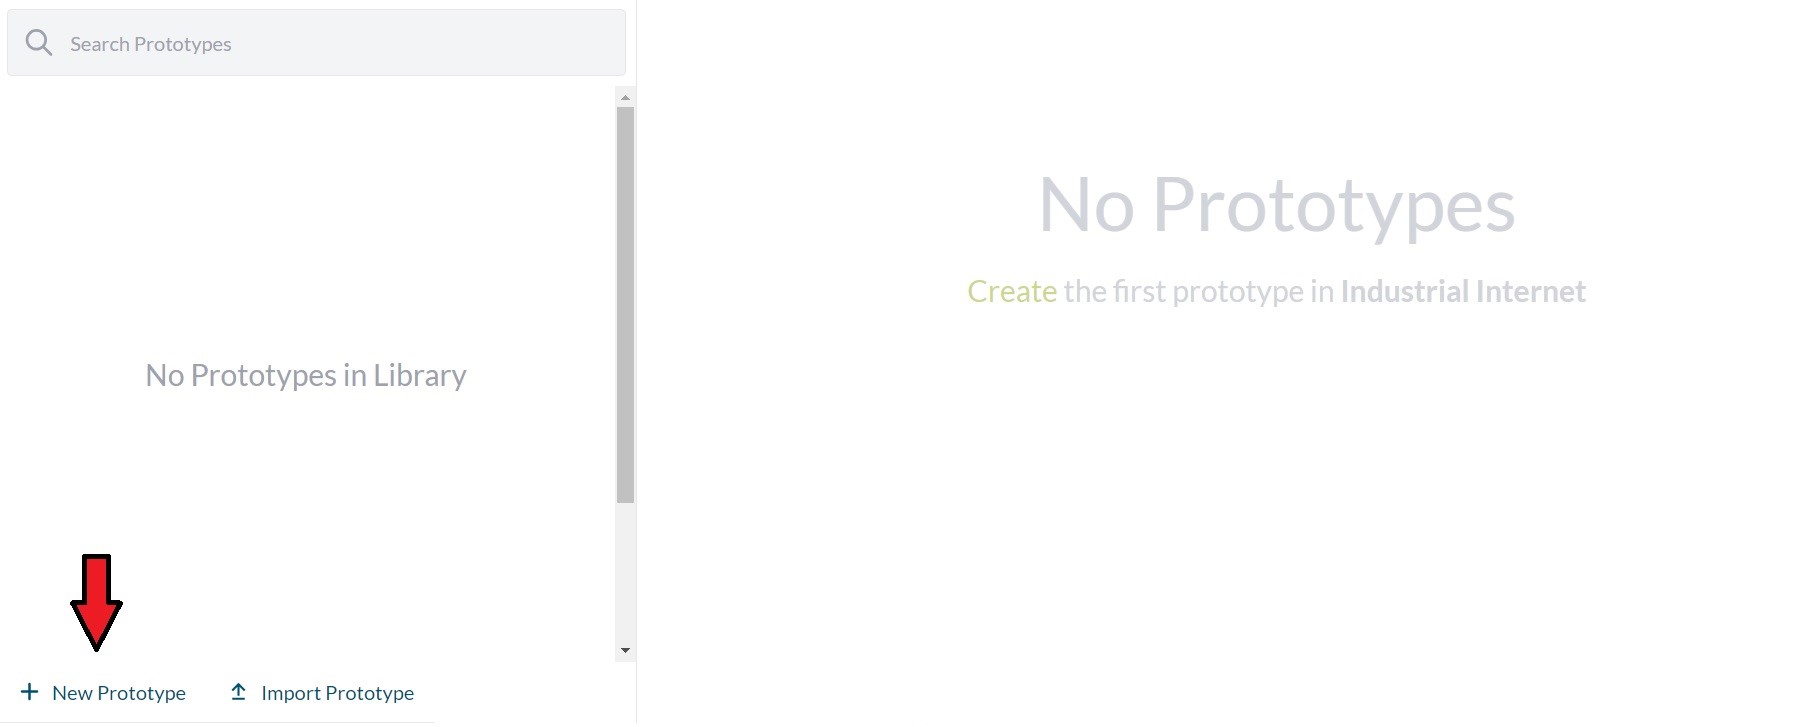 Search Prototypes
No Prototypes in Library
New Prototype
Import Prototype
No Prototypes
Create the first prototype in Industrial Internet